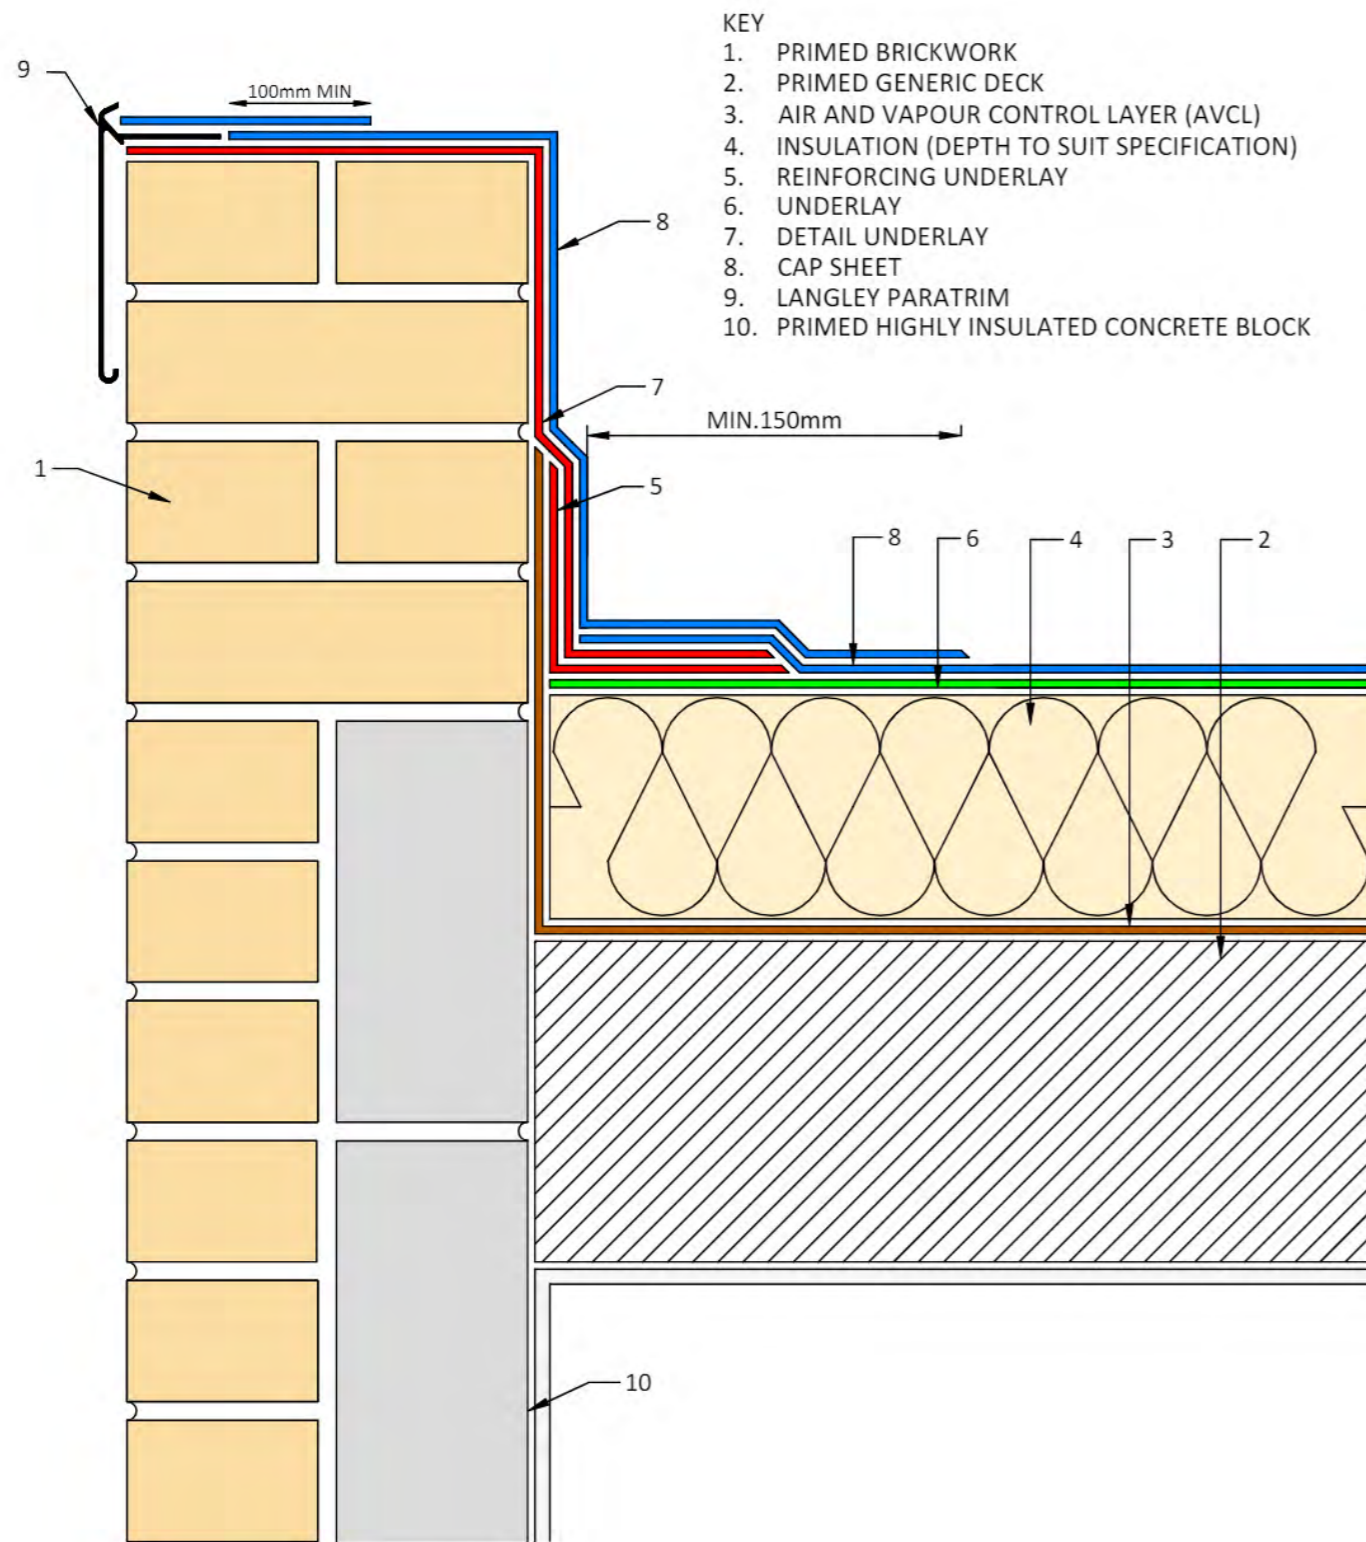 KEY
1. PRIMED BRICKWORK
2. PRIMED GENERIC DECK
3. AIR AND VAPOUR CONTROL LAYER (AVCL)
4. INSULATION (DEPTH TO SUIT SPECIFICATION)
5. REINFORCING UNDERLAY
6. UNDERLAY
7. DETAIL UNDERLAY
8. CAP SHEET
9. LANGLEY PARATRIM
10. PRIMED HIGHLY INSULATED CONCRETE BLOCK
9
100mm MIN
8
7
MIN.150mm
1
5
8
6
4
3
2
10